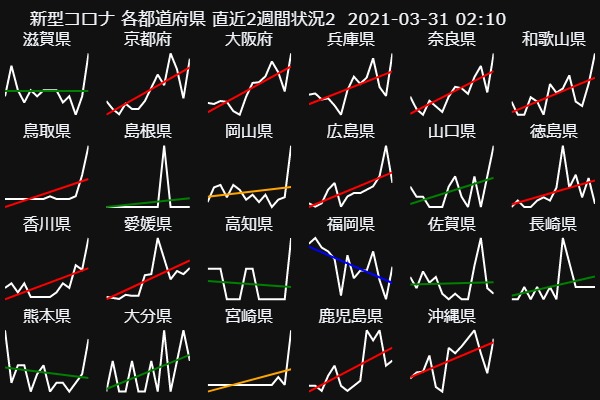 新型コロナ 各都道府県 直近2週間状況2 2021-03-31 02:10
滋賀県 京都府 大阪府 兵庫県 奈良県 和歌山県
鳥取県 島根県 岡山県 広島県 山口県 徳島県
香川県 愛媛県 高知県 福岡県 佐賀県 長崎県
熊本県 大分県 宮崎県 鹿児島県 沖縄県